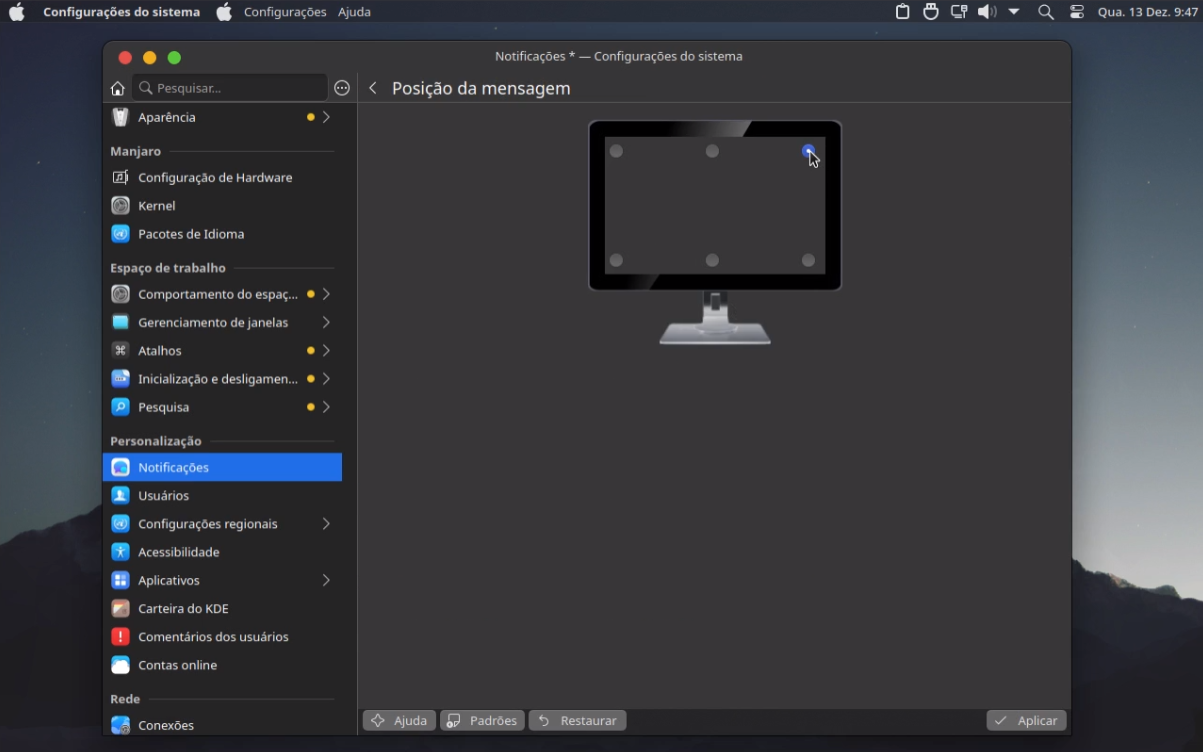 Configurações do sistema Configurações Ajuda Qua. 13 Dez. 9:47
Notificações * — Configurações do sistema
Pesquisar...
Posição da mensagem
Aparência
Manjaro
Configuração de Hardware
Kernel
Pacotes de Idioma
Espaço de trabalho
Comportamento do espaç...
Gerenciamento de janelas
Atalhos
Inicialização e desligamen...
Pesquisa
Personalização
Notificações
Usuários
Configurações regionais
Acessibilidade
Aplicativos
Carteira do KDE
Comentários dos usuários
Contas online
Rede
Conexões
Ajuda Padrões Restaurar Aplicar